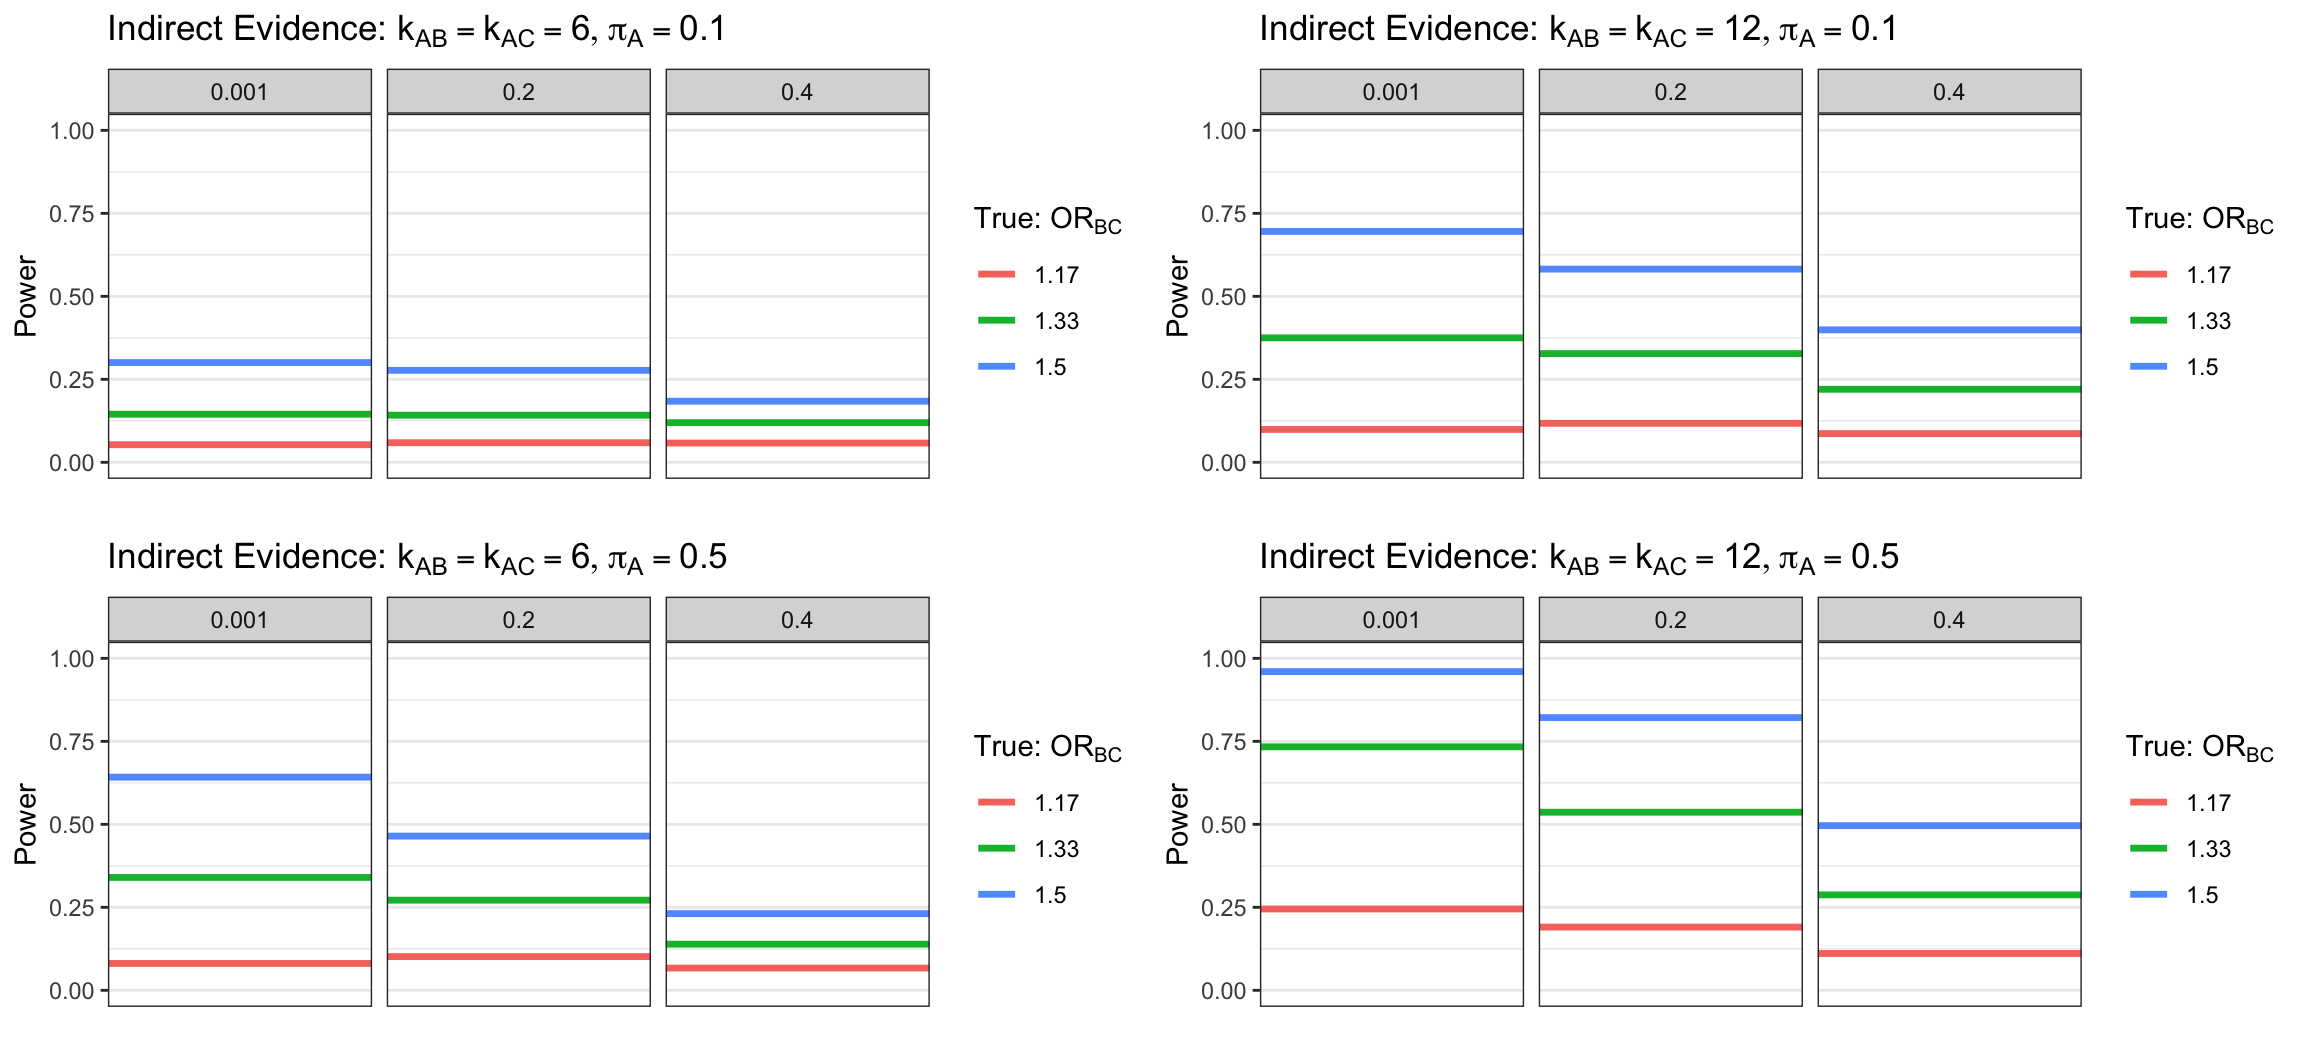 Indirect Evidence: kAB = kAC = 6, πA = 0.1
0.001 0.2 0.4
1.00
0.75
0.50
0.25
0.00
Power
True: ORBC
1.17
1.33
1.5
Indirect Evidence: kAB = kAC = 12, πA = 0.1
0.001 0.2 0.4
1.00
0.75
0.50
0.25
0.00
Power
True: ORBC
1.17
1.33
1.5
Indirect Evidence: kAB = kAC = 6, πA = 0.5
0.001 0.2 0.4
1.00
0.75
0.50
0.25
0.00
Power
True: ORBC
1.17
1.33
1.5
Indirect Evidence: kAB = kAC = 12, πA = 0.5
0.001 0.2 0.4
1.00
0.75
0.50
0.25
0.00
Power
True: ORBC
1.17
1.33
1.5